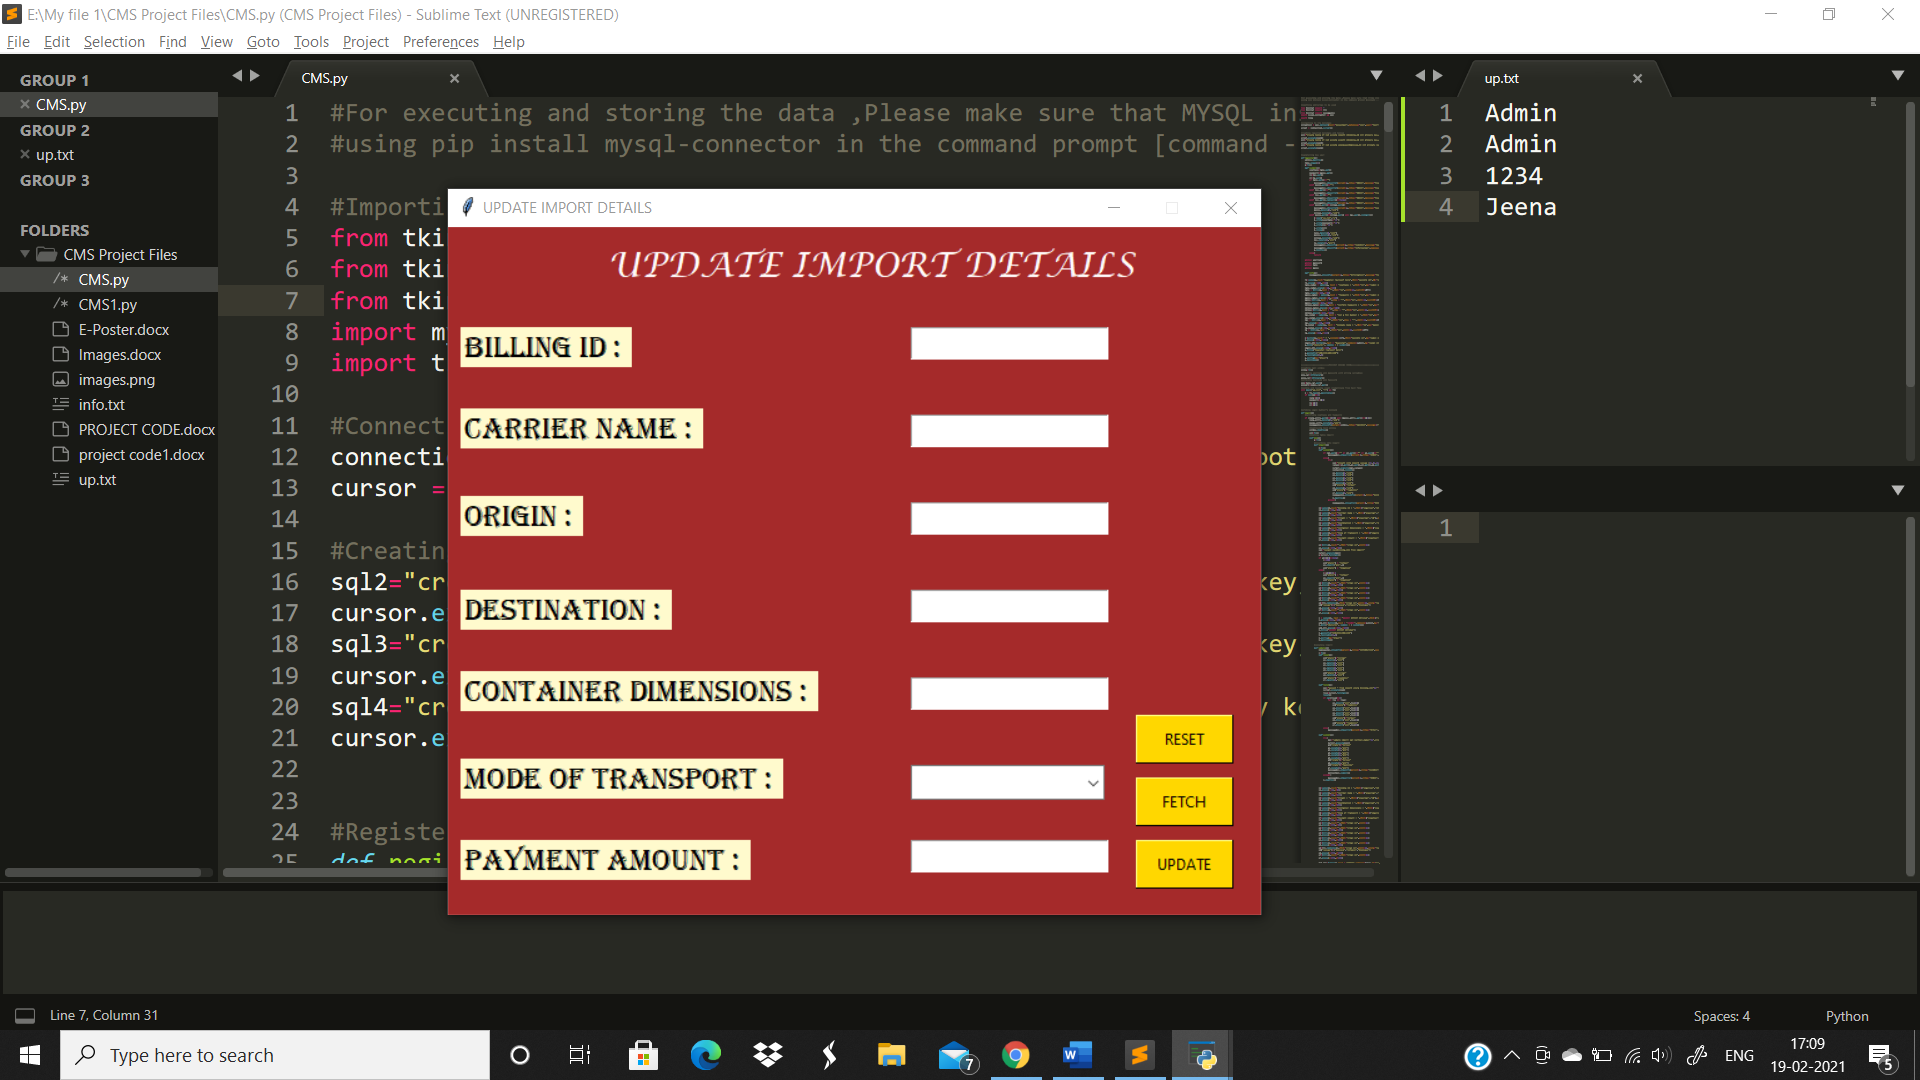 E:\My file 1\CMS Project Files\CMS.py (CMS Project Files) - Sublime Text (UNREGISTERED)
File Edit Selection Find View Goto Tools Project Preferences Help
GROUP 1
CMS.py
GROUP 2
up.txt
GROUP 3
FOLDERS
CMS Project Files
CMS.py
CMS1.py
E-Poster.docx
Images.docx
images.png
info.txt
PROJECT CODE.docx
project code1.docx
up.txt
CMS.py
1 #For executing and storing the data ,Please make sure that MYSQL in
2 #using pip install mysql-connector in the command prompt [command -
3
4 #Importi
5 from tki
6 from tki
7 from tki
8 import m
9 import t
10
11 #Connect
12 connecti oot
13 cursor =
14
15 #Creatin
16 sql2="cr key
17 cursor.e
18 sql3="cr key
19 cursor.e
20 sql4="cr y k
21 cursor.e
22
23
24 #Registe
25 def regi
UPDATE IMPORT DETAILS
UPDATE IMPORT DETAILS
BILLING ID :
CARRIER NAME :
ORIGIN :
DESTINATION :
CONTAINER DIMENSIONS :
MODE OF TRANSPORT :
PAYMENT AMOUNT :
RESET
FETCH
UPDATE
up.txt
1 Admin
2 Admin
3 1234
4 Jeena
1
Line 7, Column 31
Spaces: 4 Python
Type here to search
7
ENG
17:09
19-02-2021
5